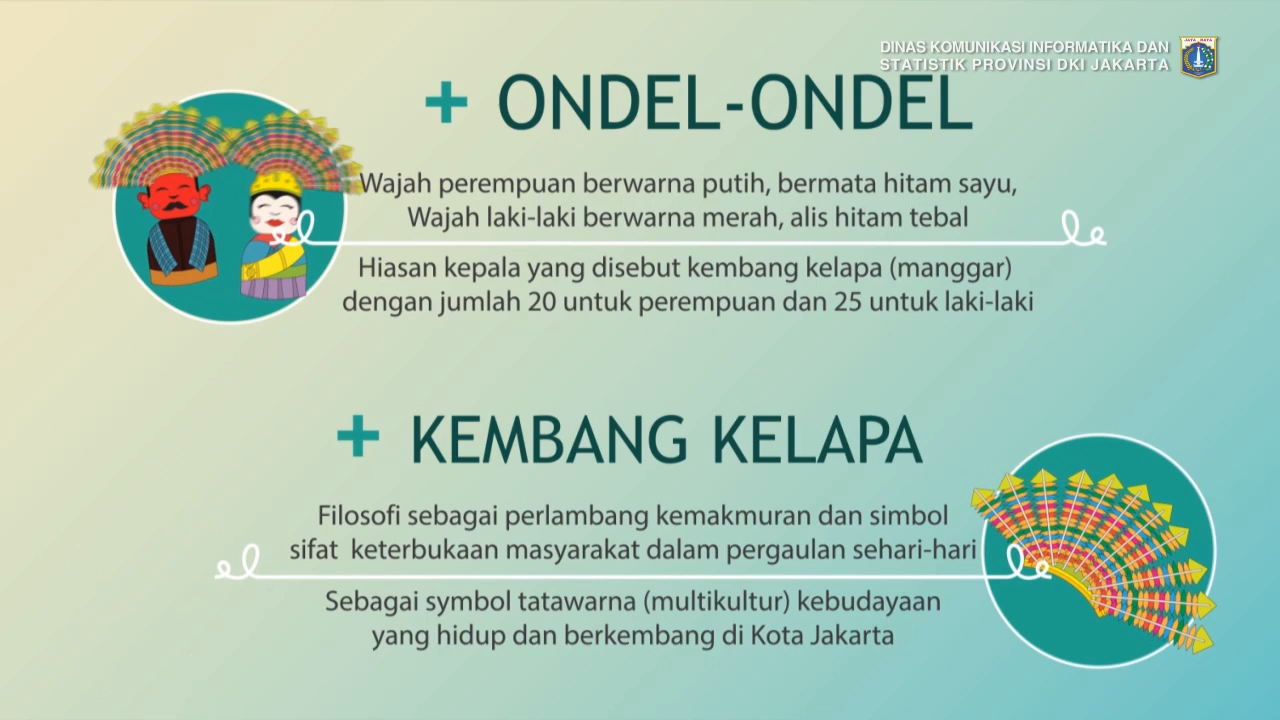 DINAS KOMUNIKASI INFORMATIKA DAN
STATISTIK PROVINSI DKI JAKARTA
+ ONDEL-ONDEL
Wajah perempuan berwarna putih, bermata hitam sayu,
Wajah laki-laki berwarna merah, alis hitam tebal
Hiasan kepala yang disebut kembang kelapa (manggar)
dengan jumlah 20 untuk perempuan dan 25 untuk laki-laki
+ KEMBANG KELAPA
Filosofi sebagai perlambang kemakmuran dan simbol
sifat keterbukaan masyarakat dalam pergaulan sehari-hari
Sebagai symbol tatawarna (multikultur) kebudayaan
yang hidup dan berkembang di Kota Jakarta